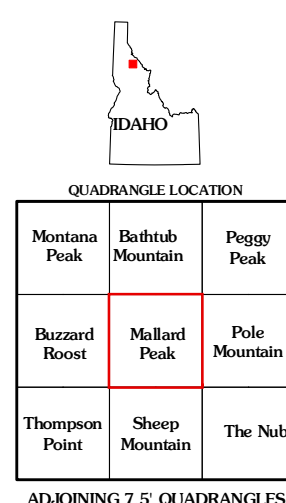 IDAHO
QUADRANGLE LOCATION
Montana
Peak
Bathtub
Mountain
Peggy
Peak
Buzzard
Roost
Mallard
Peak
Pole
Mountain
Thompson
Point
Sheep
Mountain
The Nub
ADJOINING 7.5' QUADRANGLES